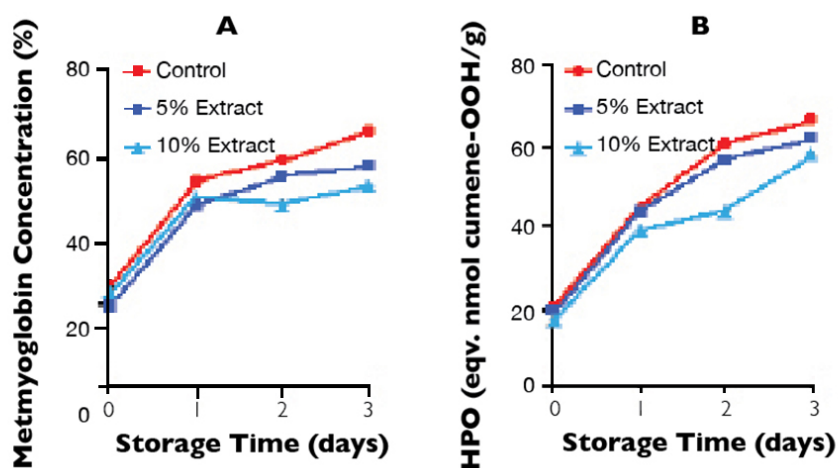 A
Metmyoglobin Concentration (%)
80
60
40
20
0
Control
5% Extract
10% Extract
0 1 2 3
Storage Time (days)
B
HPO (eqv. nmol cumene-OOH/g)
80
60
40
20
0
Control
5% Extract
10% Extract
0 1 2 3
Storage Time (days)